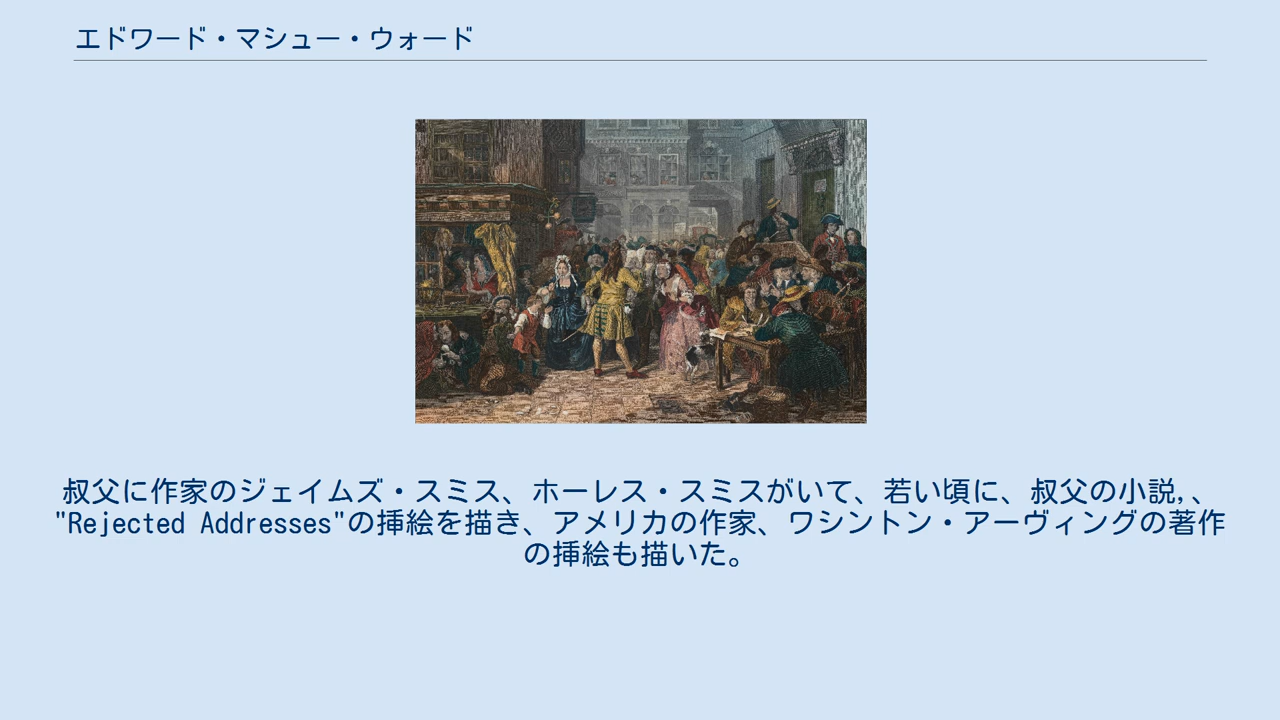 エドワード・マシュー・ウォード
叔父に作家のジェイムズ・スミス、ホーレス・スミスがいて、若い頃に、叔父の小説,、
"Rejected Addresses"の挿絵を描き、アメリカの作家、ワシントン・アーヴィングの著作
の挿絵も描いた。